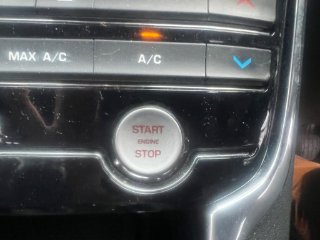 MAX A/C A/C
START
ENGINE
STOP